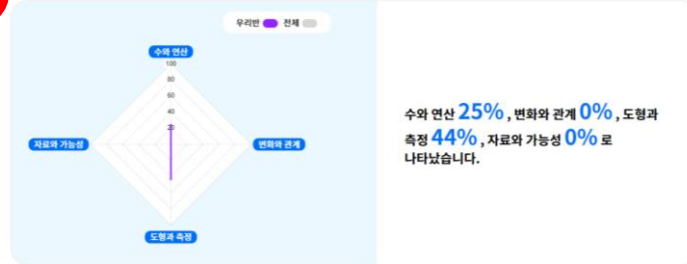 우리반 전체
수와 연산
100
80
60
40
20
자료와 가능성
변화와 관계
도형과 측정
수와 연산 25% , 변화와 관계 0% , 도형과
측정 44% , 자료와 가능성 0% 로
나타났습니다.